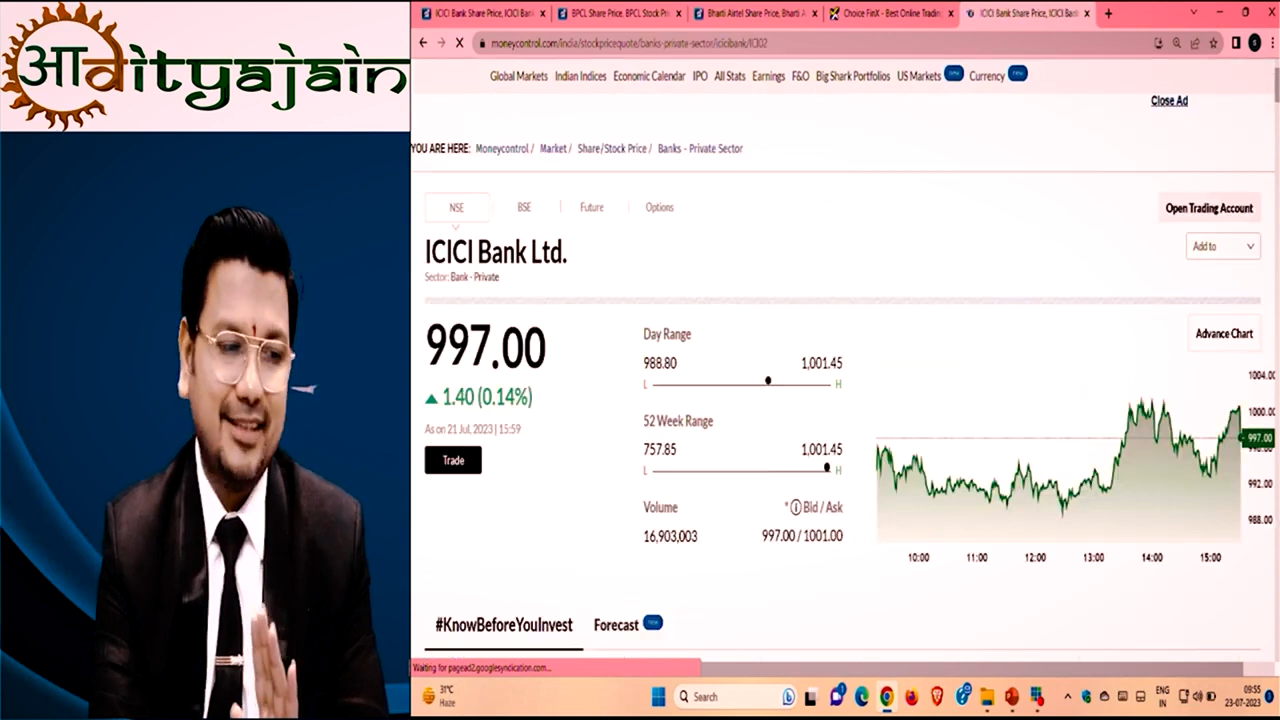 आdityajain
ICICI Bank Share Price, ICICI Ban
BPCL Share Price, BPCL Stock Pri
Bharti Airtel Share Price, Bharti A
Choice FinX - Best Online Trading
ICICI Bank Share Price, ICICI Ban
moneycontrol.com/india/stockpricequote/banks-private-sector/icicibank/ICI02
Global Markets Indian Indices Economic Calendar IPO All Stats Earnings F&O Big Shark Portfolios US Markets New Currency New
Close Ad
YOU ARE HERE: Moneycontrol / Market / Share/Stock Price / Banks - Private Sector
NSE BSE Future Options
Open Trading Account
ICICI Bank Ltd.
Add to
Sector: Bank - Private
997.00
Day Range
Advance Chart
988.80 1,001.45
L H
1.40 (0.14%)
As on 21 Jul, 2023 | 15:59
52 Week Range
757.85 1,001.45
L H
Trade
Volume * Bid / Ask
16,903,003 997.00 / 1001.00
1004.00
1000.00
997.00
996.00
992.00
988.00
10:00 11:00 12:00 13:00 14:00 15:00
#KnowBeforeYouInvest Forecast New
Waiting for pagead2.googlesyndication.com...
31°C
Haze
Search
ENG
IN
09:55
23-07-2023